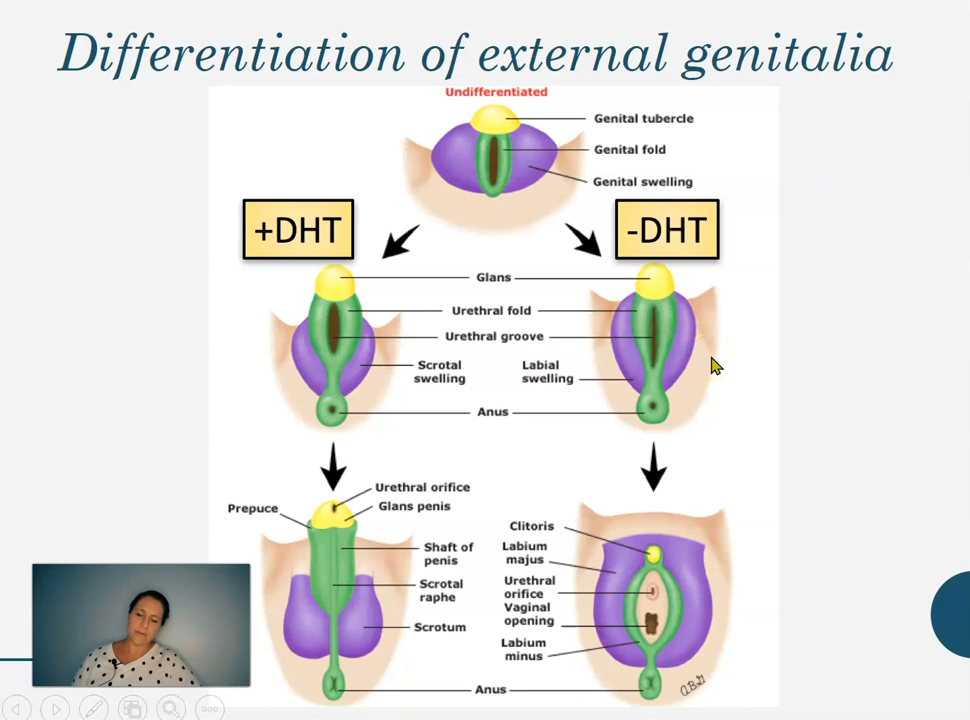 Differentiation of external genitalia
Undifferentiated
Genital tubercle
Genital fold
Genital swelling
+DHT
-DHT
Glans
Urethral fold
Urethral groove
Scrotal
swelling
Labial
swelling
Anus
Urethral orifice
Glans penis
Prepuce
Shaft of
penis
Scrotal
raphe
Scrotum
Clitoris
Labium
majus
Urethral
orifice
Vaginal
opening
Labium
minus
Anus